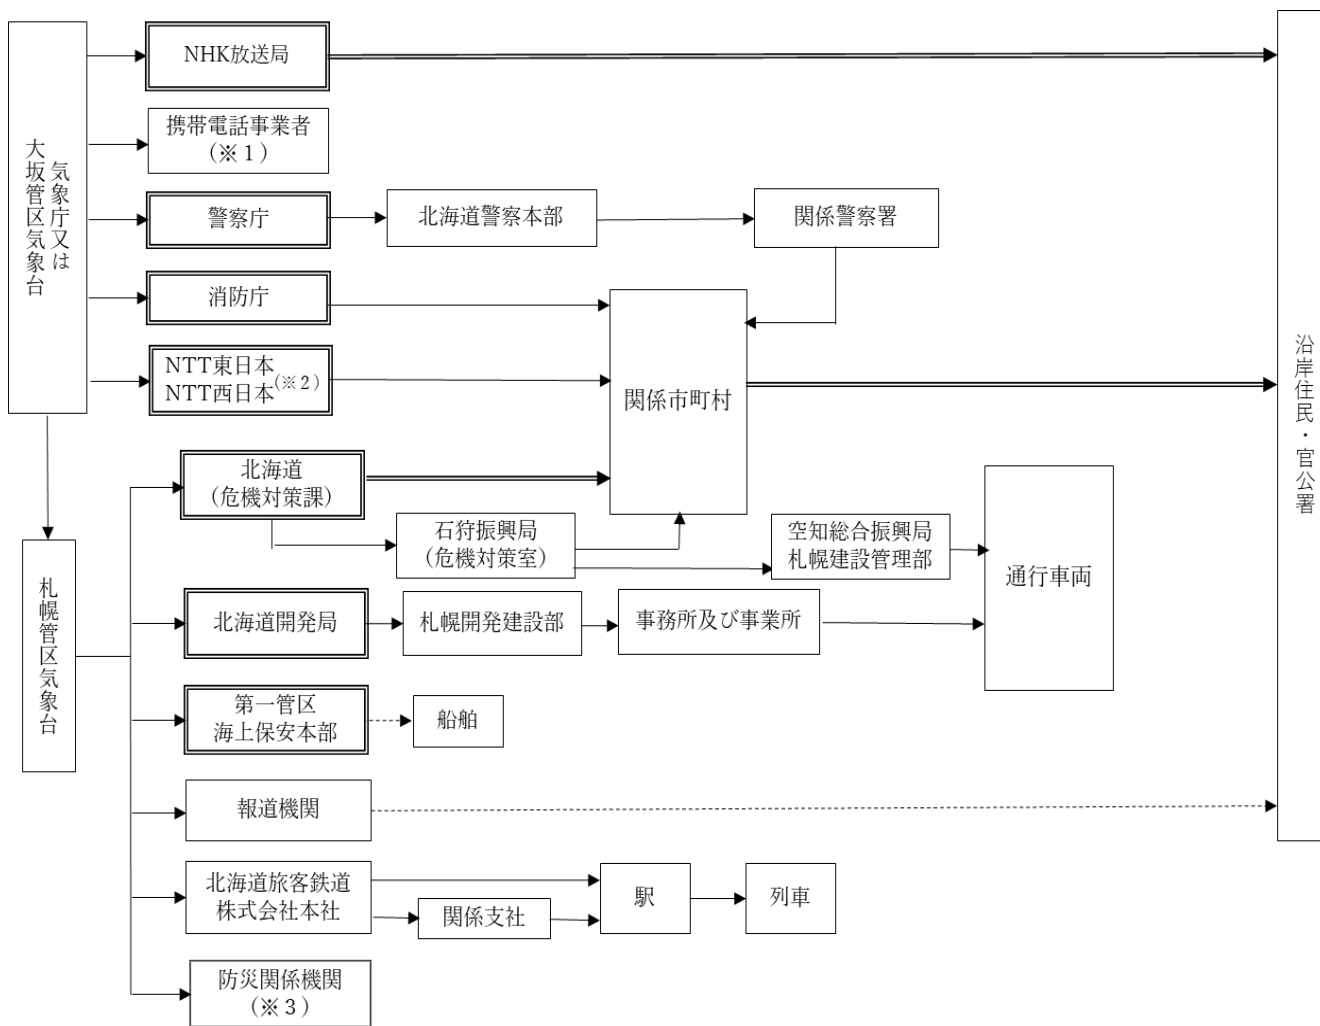 気象庁又は
大坂管区気象台
NHK放送局
携帯電話事業者
(※1)
警察庁
北海道警察本部
関係警察署
消防庁
NTT東日本
NTT西日本(※2)
関係市町村
沿岸住民・官公署
北海道
(危機対策課)
石狩振興局
(危機対策室)
空知総合振興局
札幌建設管理部
通行車両
札幌管区気象台
北海道開発局
札幌開発建設部
事務所及び事業所
第一管区
海上保安本部
船舶
報道機関
北海道旅客鉄道
株式会社本社
関係支社
駅
列車
防災関係機関
(※3)